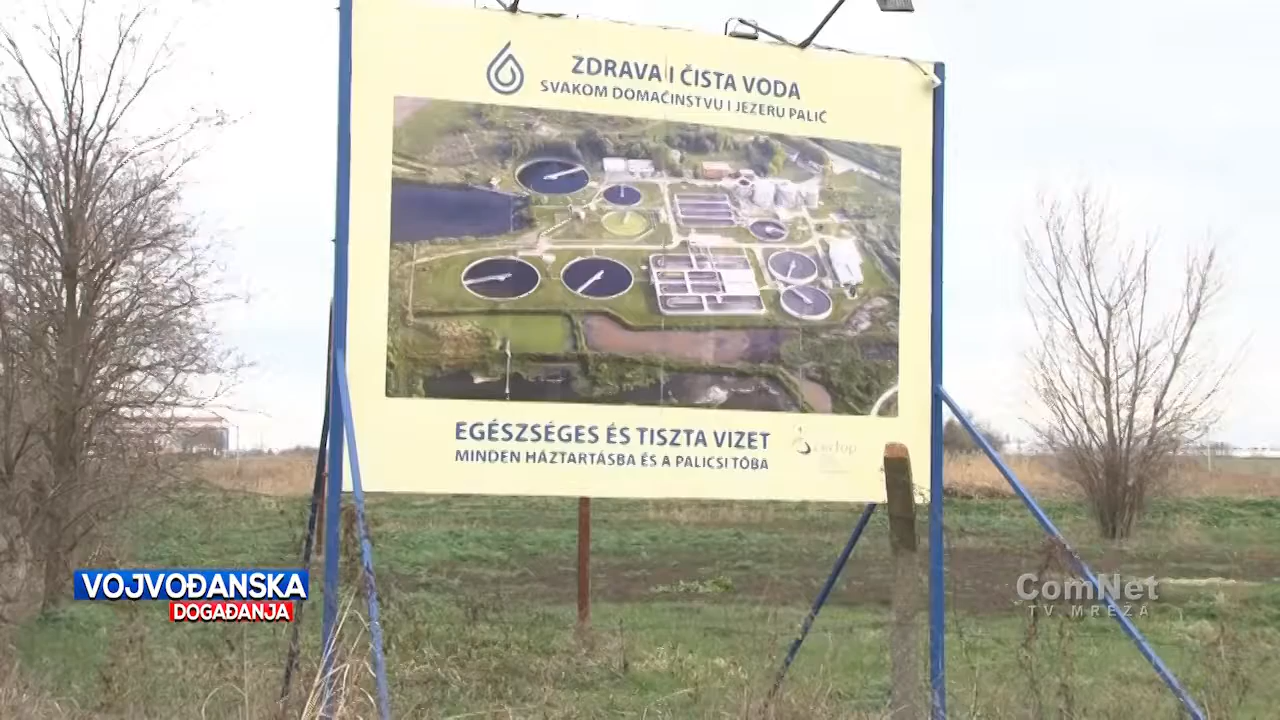 ZDRAVA I ČISTA VODA
SVAKOM DOMAĆINSTVU I JEZERU PALIĆ
EGÉSZSÉGES ÉS TISZTA VIZET
MINDEN HÁZTARTÁSBA ÉS A PALICSI TÓBA
VOJVOĐANSKA
DOGAĐANJA
ComNet
TV MREŽA